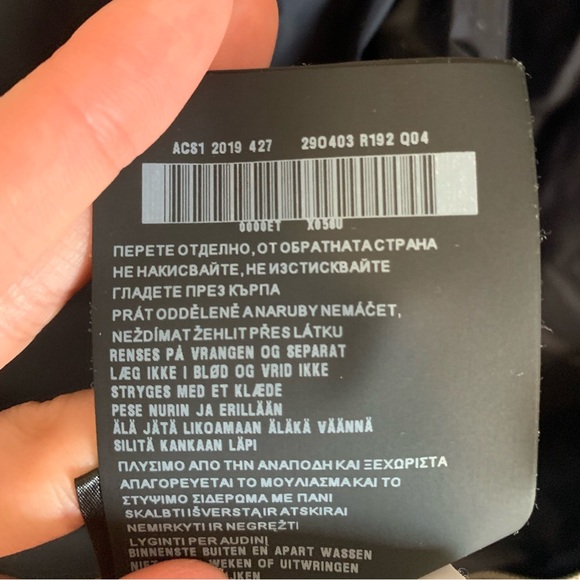 ACS1 2019 427 290403 R192 Q04
0000ET X0560
ПЕРЕТЕ ОТДЕЛНО, ОТ ОБРАТНАТА СТРАНА
НЕ НАКИСВАЙТЕ, НЕ ИЗСТИСКВАЙТЕ
ГЛАДЕТЕ ПРЕЗ КЪРПА
PRÁT ODDĚLENĚ A NARUBY NEMÁČET,
NEŽDÍMAT ŽEHLIT PŘES LÁTKU
RENSES PÅ VRANGEN OG SEPARAT
LÆG IKKE I BLØD OG VRID IKKE
STRYGES MED ET KLÆDE
PESE NURIN JA ERILLÄÄN
ÄLÄ JÄTÄ LIKOAMAAN ÄLÄKÄ VÄÄNNÄ
SILITÄ KANKAAN LÄPI
ΠΛΥΣΙΜΟ ΑΠΟ ΤΗΝ ΑΝΑΠΟΔΗ ΚΑΙ ΞΕΧΩΡΙΣΤΑ
ΑΠΑΓΟΡΕΥΕΤΑΙ ΤΟ ΜΟΥΛΙΑΣΜΑ ΚΑΙ ΤΟ
ΣΤΥΨΙΜΟ ΣΙΔΕΡΩΜΑ ΜΕ ΠΑΝΙ
SKALBTI IŠVERSTĄ IR ATSKIRAI
NEMIRKYTI IR NEGRĘŽTI
LYGINTI PER AUDINĮ
BINNENSTE BUITEN EN APART WASSEN
WEKEN OF UITWRINGEN